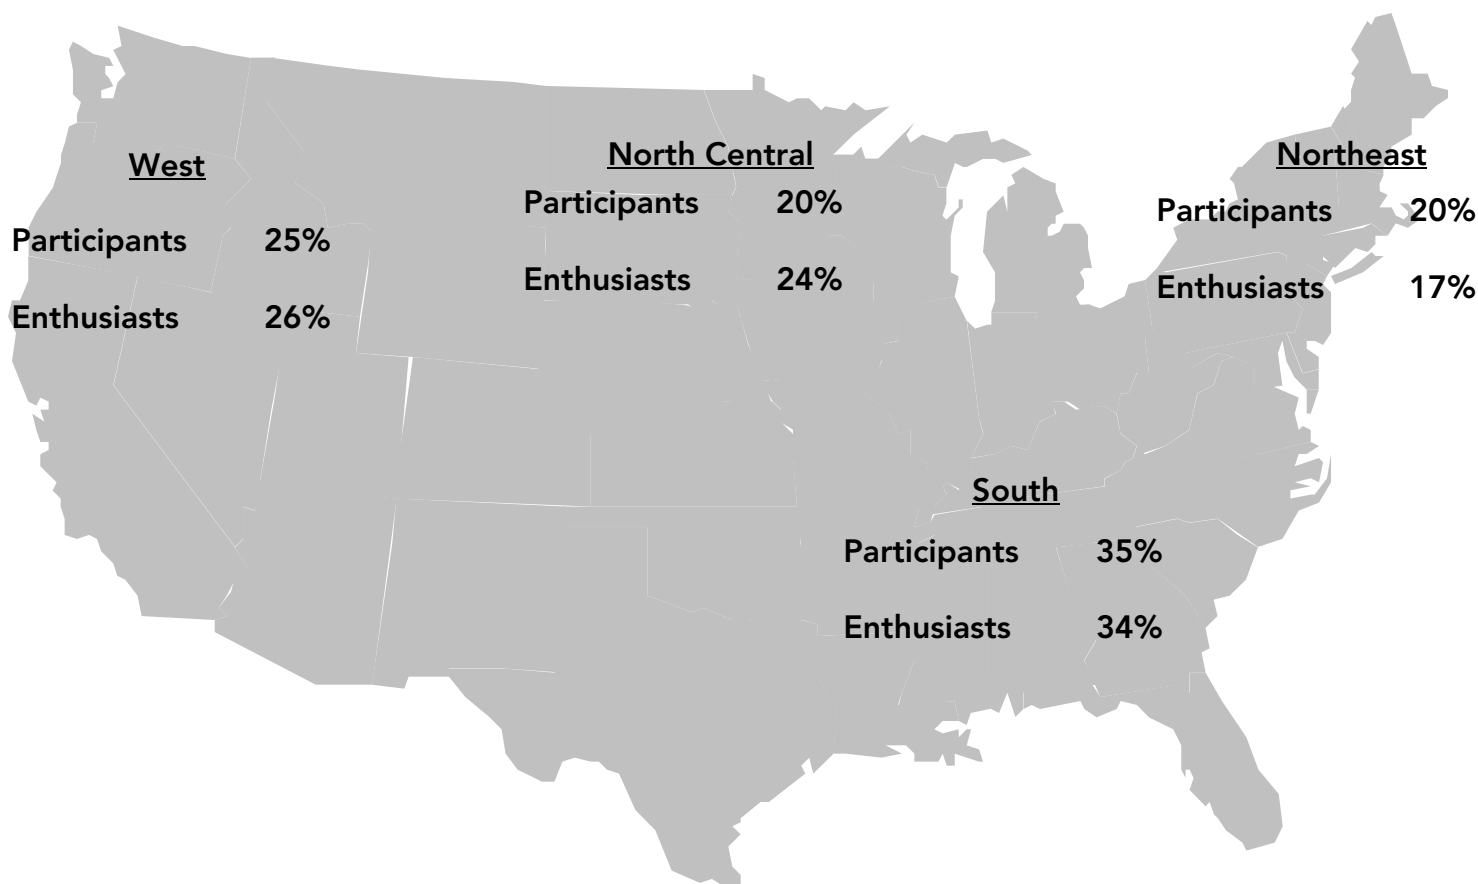 West
Participants 25%
Enthusiasts 26%
North Central
Participants 20%
Enthusiasts 24%
Northeast
Participants 20%
Enthusiasts 17%
South
Participants 35%
Enthusiasts 34%